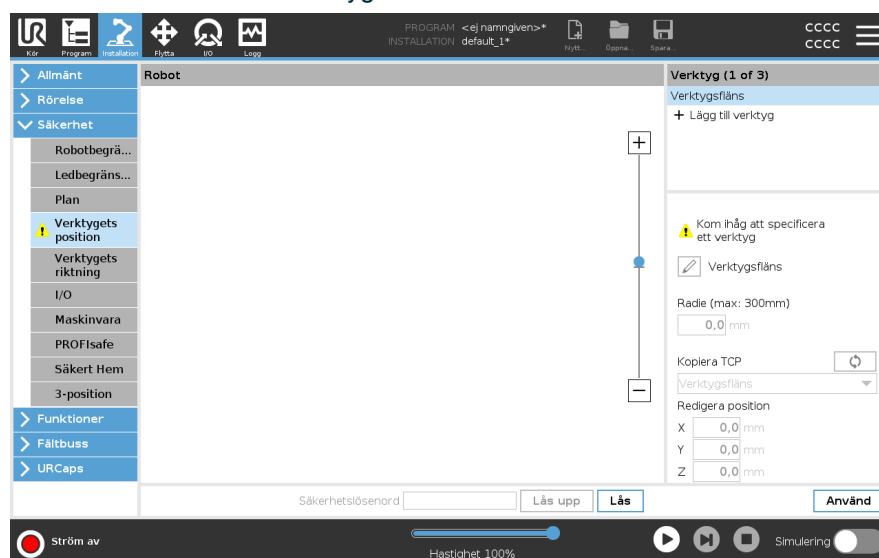 PROGRAM <ej namngiven>*
INSTALLATION default_1*
Kör Program Installation Flytta I/O Logg Nytt... Öppna... Spara...
cccc
cccc
Allmänt
Rörelse
Säkerhet
Robotbegrä...
Ledbegräns...
Plan
Verktygets
position
Verktygets
riktning
I/O
Maskinvara
PROFIsafe
Säkert Hem
3-position
Funktioner
Fältbuss
URCaps
Robot
Verktyg (1 of 3)
Verktygsfläns
Lägg till verktyg
Kom ihåg att specificera
ett verktyg
Verktygsfläns
Radie (max: 300mm)
0,0 mm
Kopiera TCP
Verktygsfläns
Redigera position
X 0,0 mm
Y 0,0 mm
Z 0,0 mm
Säkerhetslösenord Lås upp Lås Använd
Ström av
Hastighet 100%
Simulering